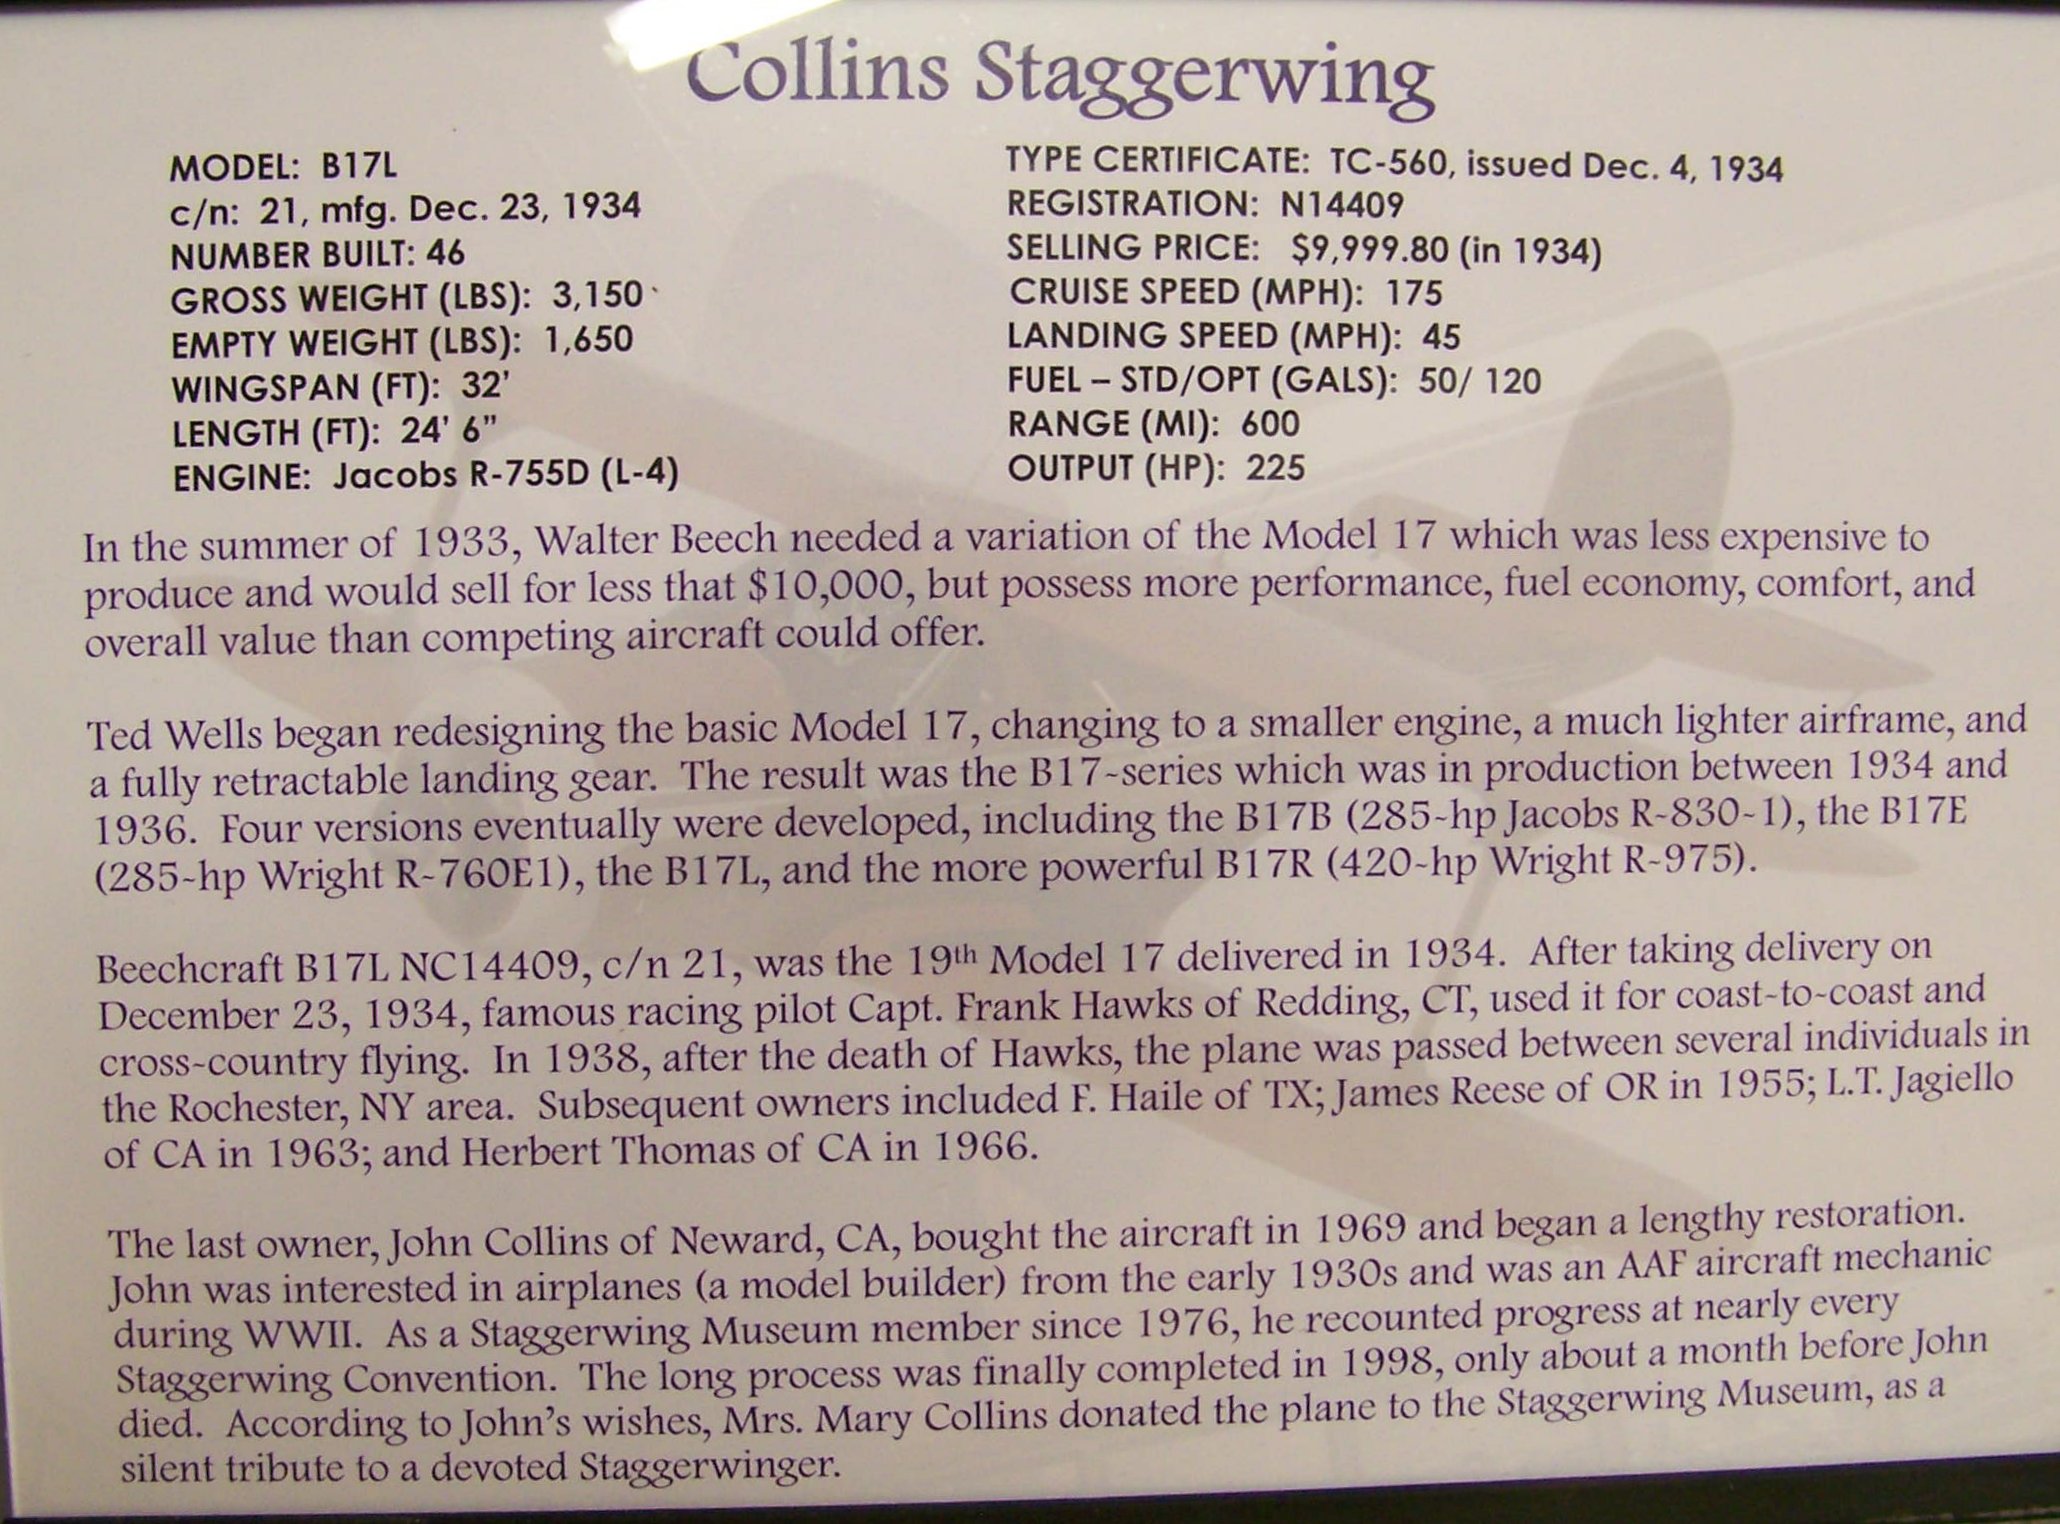 Collins Staggerwing
MODEL: B17L
c/n: 21, mfg. Dec. 23, 1934
NUMBER BUILT: 46
GROSS WEIGHT (LBS): 3,150
EMPTY WEIGHT (LBS): 1,650
WINGSPAN (FT): 32'
LENGTH (FT): 24' 6”
ENGINE: Jacobs R-755D (L-4)
TYPE CERTIFICATE: TC-560, issued Dec. 4, 1934
REGISTRATION: N14409
SELLING PRICE: $9,999.80 (in 1934)
CRUISE SPEED (MPH): 175
LANDING SPEED (MPH): 45
FUEL – STD/OPT (GALS): 50/ 120
RANGE (MI): 600
OUTPUT (HP): 225
In the summer of 1933, Walter Beech needed a variation of the Model 17 which was less expensive to
produce and would sell for less that $10,000, but possess more performance, fuel economy, comfort, and
overall value than competing aircraft could offer.
Ted Wells began redesigning the basic Model 17, changing to a smaller engine, a much lighter airframe, and
a fully retractable landing gear. The result was the B17-series which was in production between 1934 and
1936. Four versions eventually were developed, including the B17B (285-hp Jacobs R-830-1), the B17E
(285-hp Wright R-760E1), the B17L, and the more powerful B17R (420-hp Wright R-975).
Beechcraft B17L NC14409, c/n 21, was the 19th Model 17 delivered in 1934. After taking delivery on
December 23, 1934, famous racing pilot Capt. Frank Hawks of Redding, CT, used it for coast-to-coast and
cross-country flying. In 1938, after the death of Hawks, the plane was passed between several individuals in
the Rochester, NY area. Subsequent owners included F. Haile of TX; James Reese of OR in 1955; L.T. Jagiello
of CA in 1963; and Herbert Thomas of CA in 1966.
The last owner, John Collins of Neward, CA, bought the aircraft in 1969 and began a lengthy restoration.
John was interested in airplanes (a model builder) from the early 1930s and was an AAF aircraft mechanic
during WWII. As a Staggerwing Museum member since 1976, he recounted progress at nearly every
Staggerwing Convention. The long process was finally completed in 1998, only about a month before John
died. According to John’s wishes, Mrs. Mary Collins donated the plane to the Staggerwing Museum, as a
silent tribute to a devoted Staggerwinger.